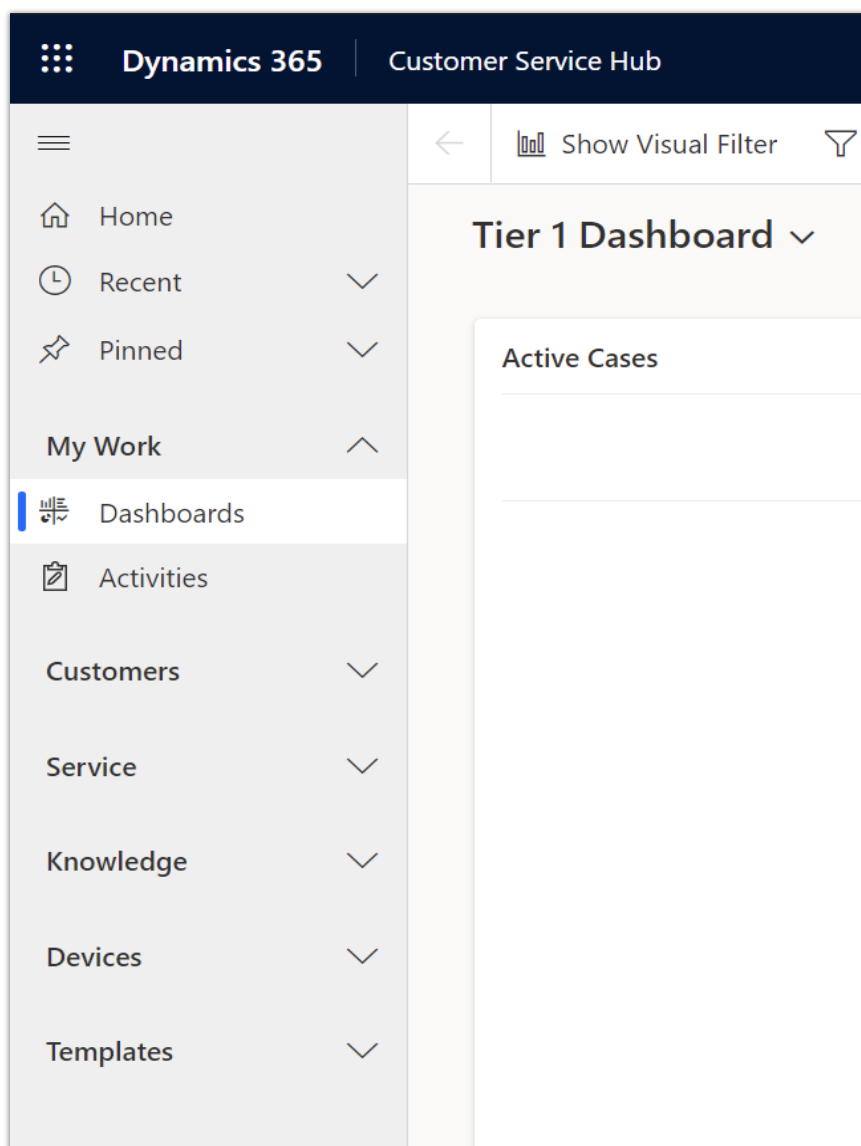 Dynamics 365 Customer Service Hub
Show Visual Filter
Home
Recent
Pinned
My Work
Dashboards
Activities
Customers
Service
Knowledge
Devices
Templates
Tier 1 Dashboard
Active Cases